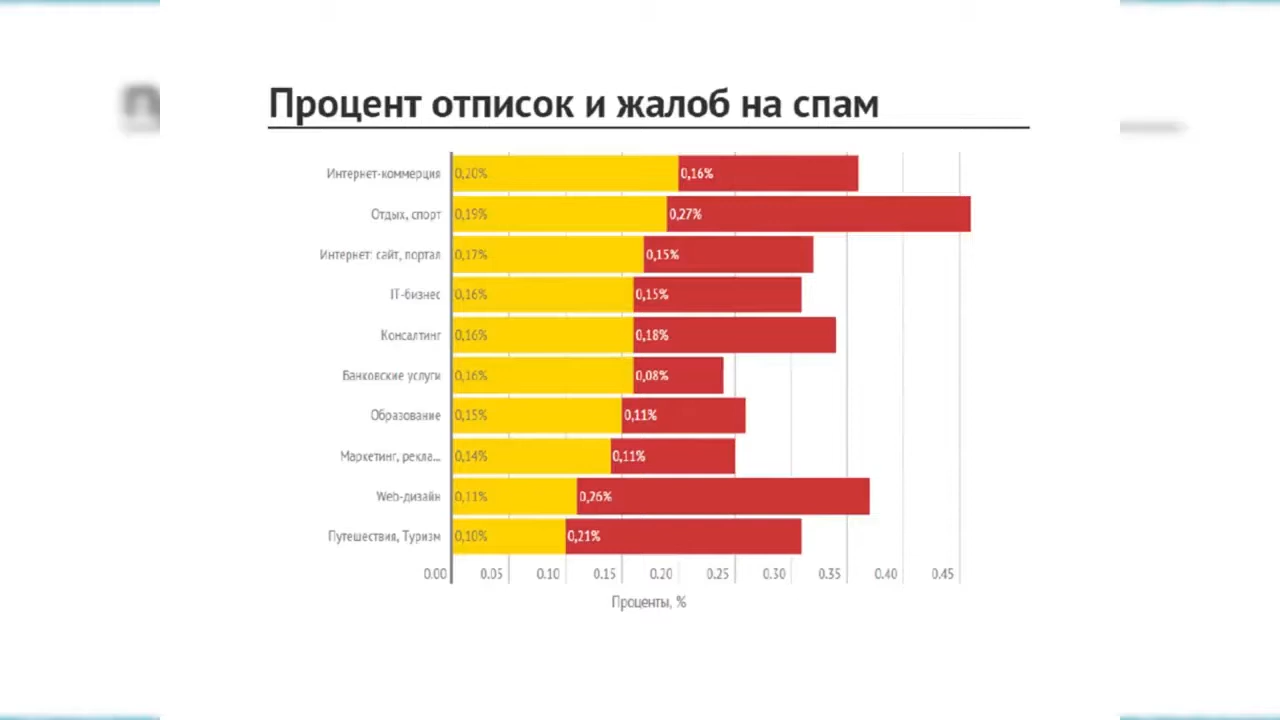 Процент отписок и жалоб на спам
Интернет-коммерция 0,20% 0,16%
Отдых, спорт 0,19% 0,27%
Интернет: сайт, портал 0,17% 0,15%
IT-бизнес 0,16% 0,15%
Консалтинг 0,16% 0,18%
Банковские услуги 0,16% 0,08%
Образование 0,15% 0,11%
Маркетинг, рекла... 0,14% 0,11%
Web-дизайн 0,11% 0,26%
Путешествия, Туризм 0,10% 0,21%
0.00 0.05 0.10 0.15 0.20 0.25 0.30 0.35 0.40 0.45
Проценты, %